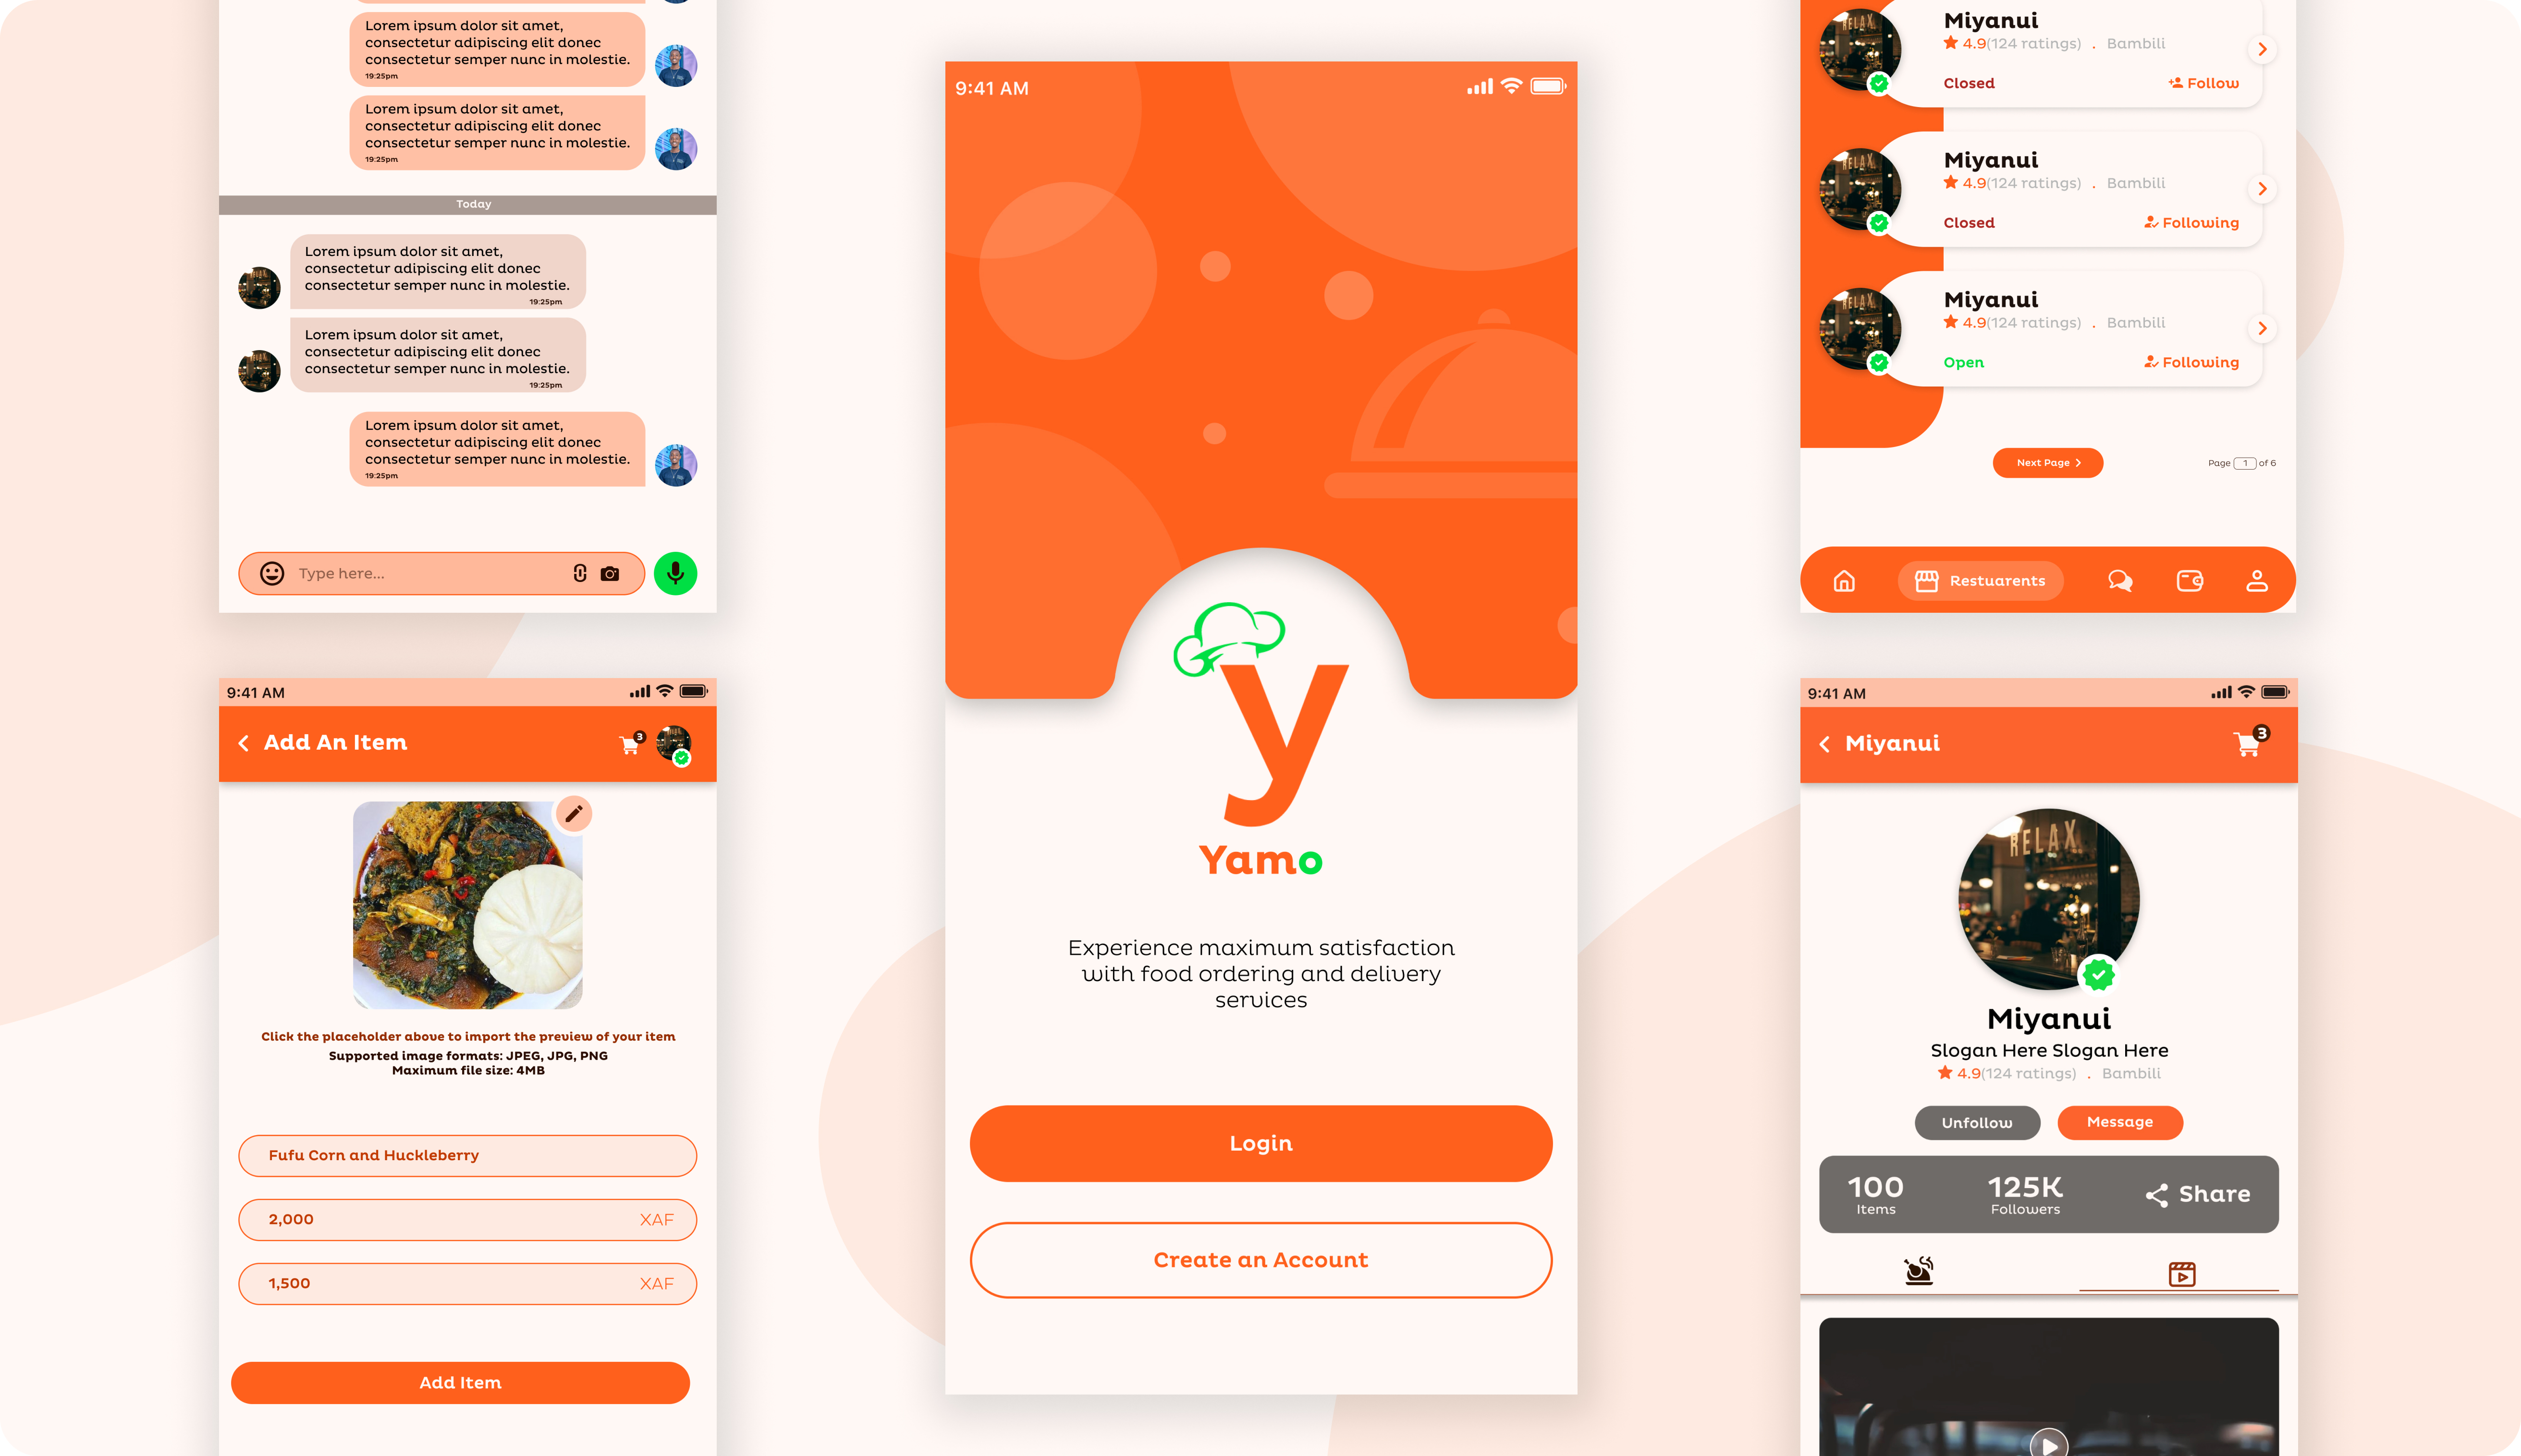 Lorem ipsum dolor sit amet,
consectetur adipiscing elit donec
consectetur semper nunc in molestie.
19:25pm
Lorem ipsum dolor sit amet,
consectetur adipiscing elit donec
consectetur semper nunc in molestie.
19:25pm
Today
Lorem ipsum dolor sit amet,
consectetur adipiscing elit donec
consectetur semper nunc in molestie.
19:25pm
Lorem ipsum dolor sit amet,
consectetur adipiscing elit donec
consectetur semper nunc in molestie.
19:25pm
Lorem ipsum dolor sit amet,
consectetur adipiscing elit donec
consectetur semper nunc in molestie.
19:25pm
Type here...
9:41 AM
Add An Item
3
Click the placeholder above to import the preview of your item
Supported image formats: JPEG, JPG, PNG
Maximum file size: 4MB
Fufu Corn and Huckleberry
2,000 XAF
1,500 XAF
Add Item
9:41 AM
y
Yamo
Experience maximum satisfaction
with food ordering and delivery
services
Login
Create an Account
Miyanui
4.9(124 ratings) . Bambili
Closed Follow
RELAX
Miyanui
4.9(124 ratings) . Bambili
Closed Following
RELAX
Miyanui
4.9(124 ratings) . Bambili
Open Following
Next Page Page 1 of 6
Restuarents
9:41 AM
Miyanui
3
RELAX
Miyanui
Slogan Here Slogan Here
4.9(124 ratings) . Bambili
Unfollow Message
100 125K Share
Items Followers